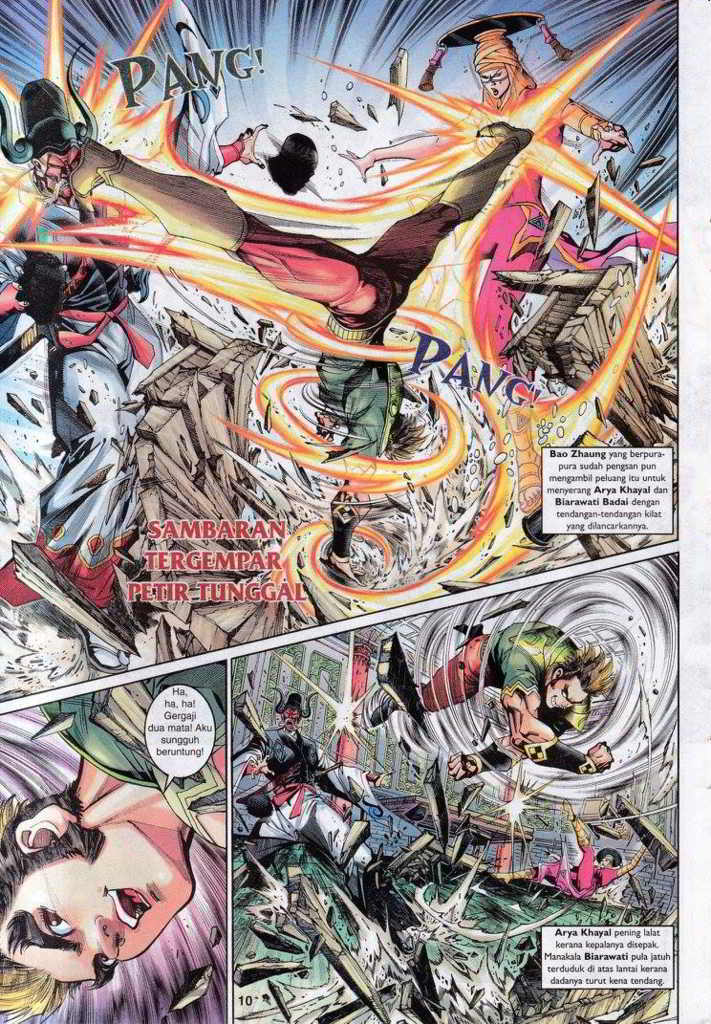 PANG!
PANG!
Bao Zhaung yang berpura-
pura sudah pengsan pun
mengambil peluang itu untuk
menyerang Arya Khayal dan
Biarawati Badai dengan
tendangan-tendangan kilat
yang dilancarkannya.
SAMBARAN
TERGEMPAR
PETIR TUNGGAL
Ha,
ha, ha!
Gergaji
dua mata! Aku
sungguh
beruntung!
Arya Khayal pening lalat
kerana kepalanya disepak.
Manakala Biarawati pula jatuh
terduduk di atas lantai kerana
dadanya turut kena tendang.
10